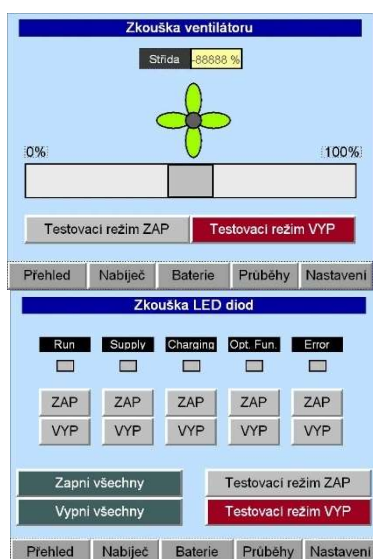 Zkouška ventilátoru
Střída -88888 %
0% 100%
Testovací režim ZAP Testovací režim VYP
Přehled Nabíječ Baterie Průběhy Nastavení
Zkouška LED diod
Run Supply Charging Opt. Fun. Error
ZAP ZAP ZAP ZAP ZAP
VYP VYP VYP VYP VYP
Zapni všechny Testovací režim ZAP
Vypni všechny Testovací režim VYP
Přehled Nabíječ Baterie Průběhy Nastavení